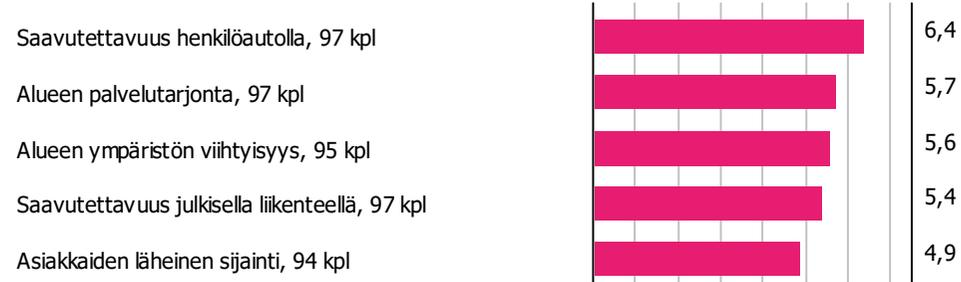 Saavutettavuus henkilöautolla, 97 kpl 6,4
Alueen palvelutarjonta, 97 kpl 5,7
Alueen ympäristön viihtyisyys, 95 kpl 5,6
Saavutettavuus julkisella liikenteellä, 97 kpl 5,4
Asiakkaiden läheinen sijainti, 94 kpl 4,9